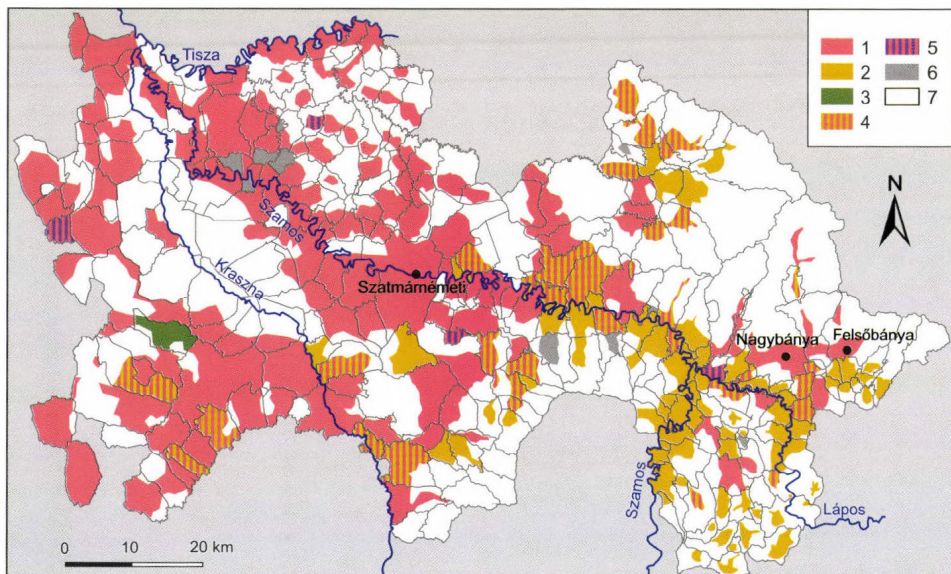 Tisza
1
2
3
4
5
6
7
N
Szamos
Kraszna
Szatmárnémeti
Nagybánya
Felsőbánya
Szamos
Lápos
0 10 20 km